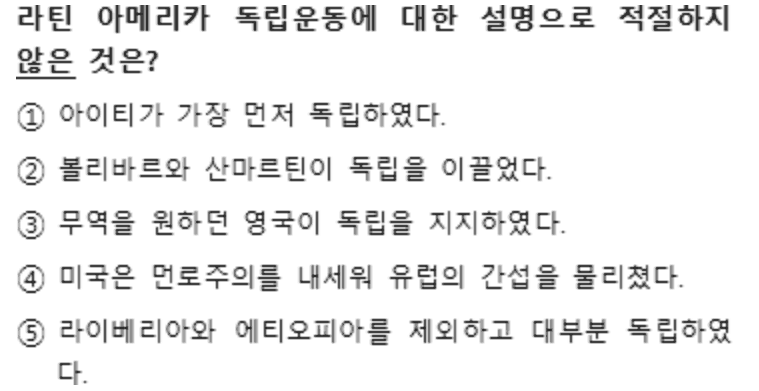 라틴 아메리카 독립운동에 대한 설명으로 적절하지
않은 것은?
① 아이티가 가장 먼저 독립하였다.
② 볼리바르와 산마르틴이 독립을 이끌었다.
③ 무역을 원하던 영국이 독립을 지지하였다.
④ 미국은 먼로주의를 내세워 유럽의 간섭을 물리쳤다.
⑤ 라이베리아와 에티오피아를 제외하고 대부분 독립하였
다.